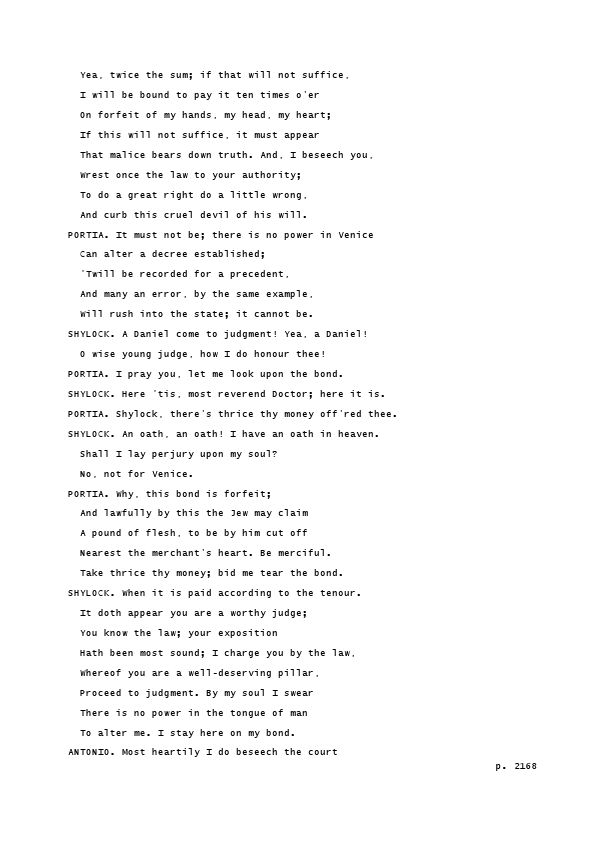 Yea, twice the sum; if that will not suffice,
I will be bound to pay it ten times o'er
On forfeit of my hands, my head, my heart;
If this will not suffice, it must appear
That malice bears down truth. And, I beseech you,
Wrest once the law to your authority;
To do a great right do a little wrong,
And curb this cruel devil of his will.
PORTIA. It must not be; there is no power in Venice
Can alter a decree established;
'Twill be recorded for a precedent,
And many an error, by the same example,
Will rush into the state; it cannot be.
SHYLOCK. A Daniel come to judgment! Yea, a Daniel!
O wise young judge, how I do honour thee!
PORTIA. I pray you, let me look upon the bond.
SHYLOCK. Here 'tis, most reverend Doctor; here it is.
PORTIA. Shylock, there's thrice thy money off'red thee.
SHYLOCK. An oath, an oath! I have an oath in heaven.
Shall I lay perjury upon my soul?
No, not for Venice.
PORTIA. Why, this bond is forfeit;
And lawfully by this the Jew may claim
A pound of flesh, to be by him cut off
Nearest the merchant's heart. Be merciful.
Take thrice thy money; bid me tear the bond.
SHYLOCK. When it is paid according to the tenour.
It doth appear you are a worthy judge;
You know the law; your exposition
Hath been most sound; I charge you by the law,
Whereof you are a well-deserving pillar,
Proceed to judgment. By my soul I swear
There is no power in the tongue of man
To alter me. I stay here on my bond.
ANTONIO. Most heartily I do beseech the court
p. 2168